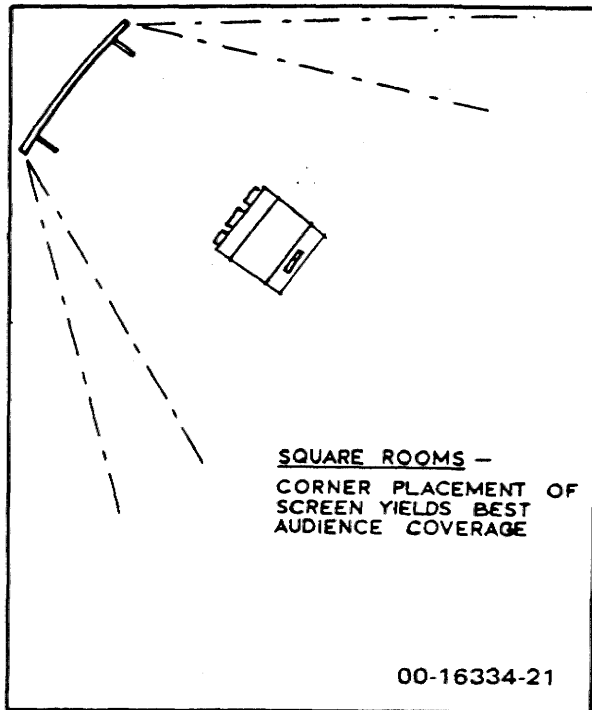 SQUARE ROOMS –
CORNER PLACEMENT OF
SCREEN YIELDS BEST
AUDIENCE COVERAGE
00-16334-21